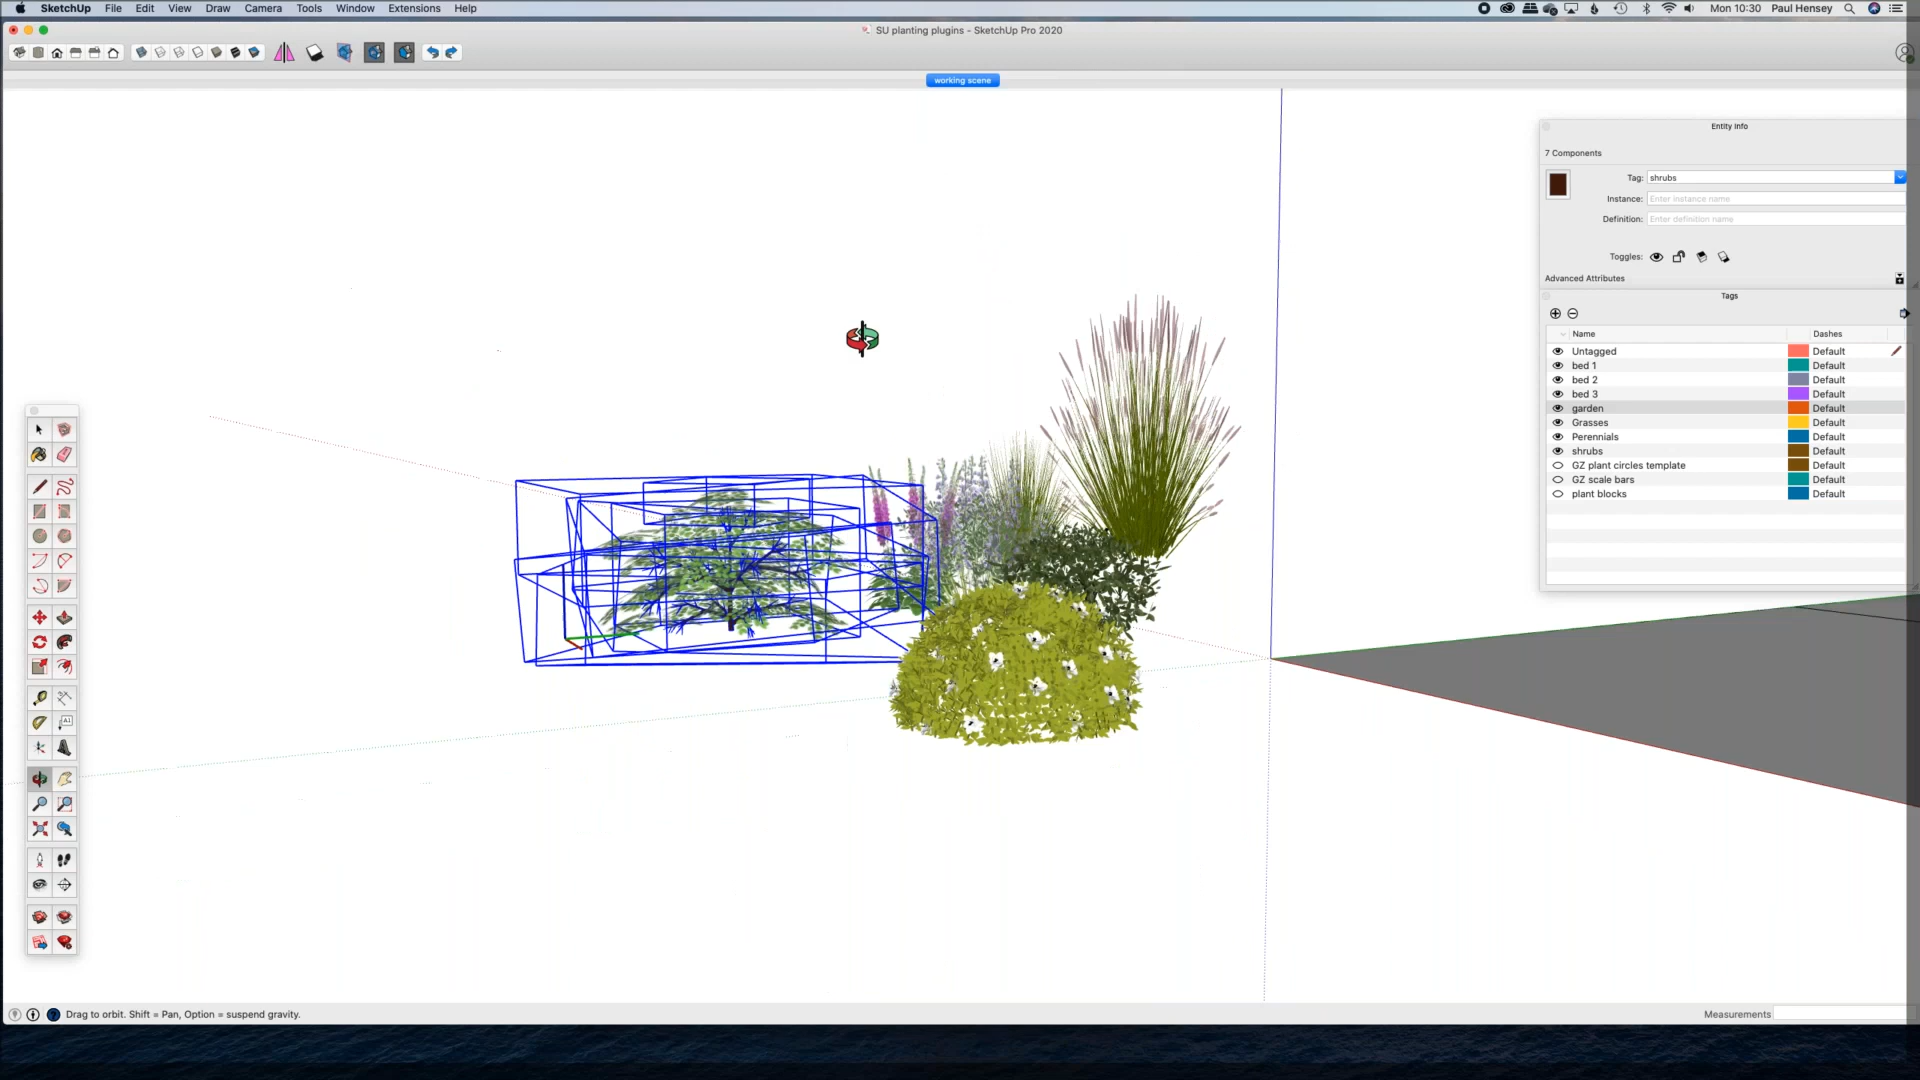 SketchUp File Edit View Draw Camera Tools Window Extensions Help
Mon 10:30 Paul Hensey
SU planting plugins - SketchUp Pro 2020
working scene
Entity Info
7 Components
Tag: shrubs
Instance: Enter instance name
Definition: Enter definition name
Toggles:
Advanced Attributes
Tags
Name Dashes
Untagged Default
bed 1 Default
bed 2 Default
bed 3 Default
garden Default
Grasses Default
Perennials Default
shrubs Default
GZ plant circles template Default
GZ scale bars Default
plant blocks Default
Drag to orbit. Shift = Pan, Option = suspend gravity.
Measurements